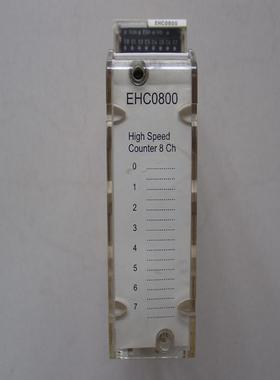 EHC0800
EHC0800
High Speed
Counter 8 Ch
0 ....................
1 ....................
2 ....................
3 ....................
4 ....................
5 ....................
6 ....................
7 ....................